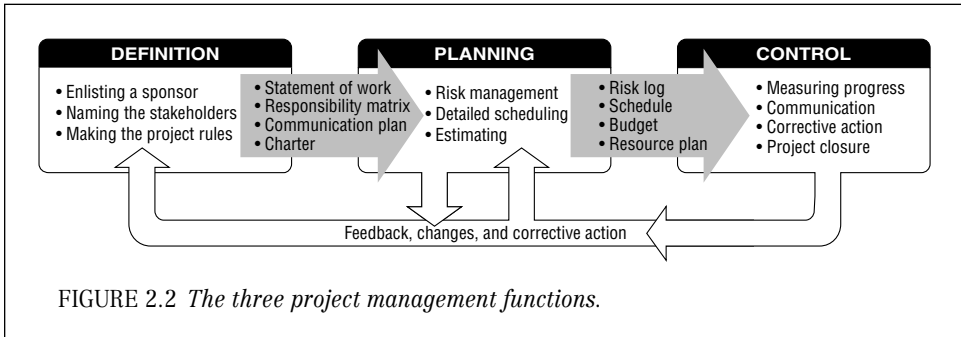 DEFINITION
• Enlisting a sponsor
• Naming the stakeholders
• Making the project rules
• Statement of work
• Responsibility matrix
• Communication plan
• Charter
PLANNING
• Risk management
• Detailed scheduling
• Estimating
• Risk log
• Schedule
• Budget
• Resource plan
CONTROL
• Measuring progress
• Communication
• Corrective action
• Project closure
Feedback, changes, and corrective action
FIGURE 2.2 The three project management functions.